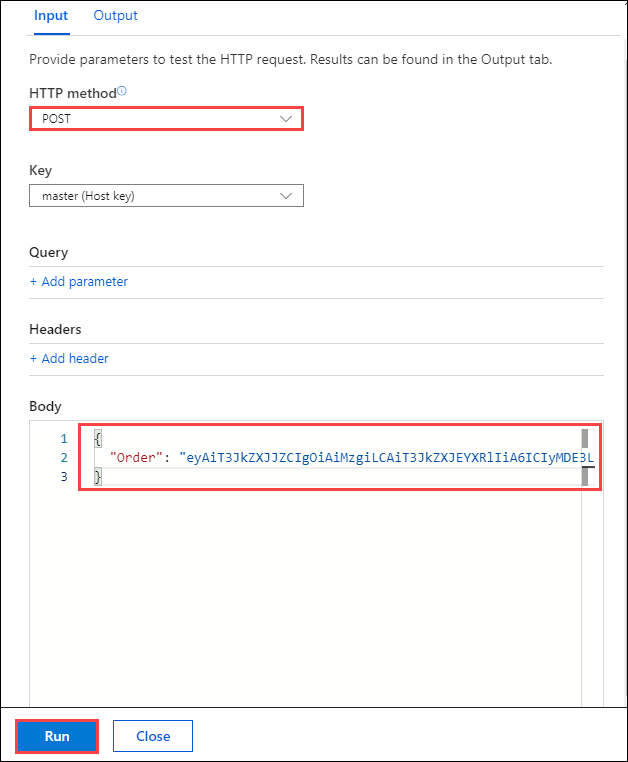 Input Output
Provide parameters to test the HTTP request. Results can be found in the Output tab.
HTTP method
POST
Key
master (Host key)
Query
+ Add parameter
Headers
+ Add header
Body
1 {
2 "Order": "eyAiT3JkZXJJZCIgOiAiMzgiLCAiT3JkZXJEYXRlIiA6ICIyMDE3L
3 }
Run Close